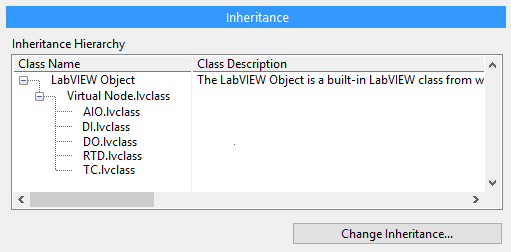 Inheritance
Inheritance Hierarchy
Class Name Class Description
LabVIEW Object The LabVIEW Object is a built-in LabVIEW class from w
Virtual Node.lvclass
AIO.lvclass
DI.lvclass
DO.lvclass
RTD.lvclass
TC.lvclass
Change Inheritance...